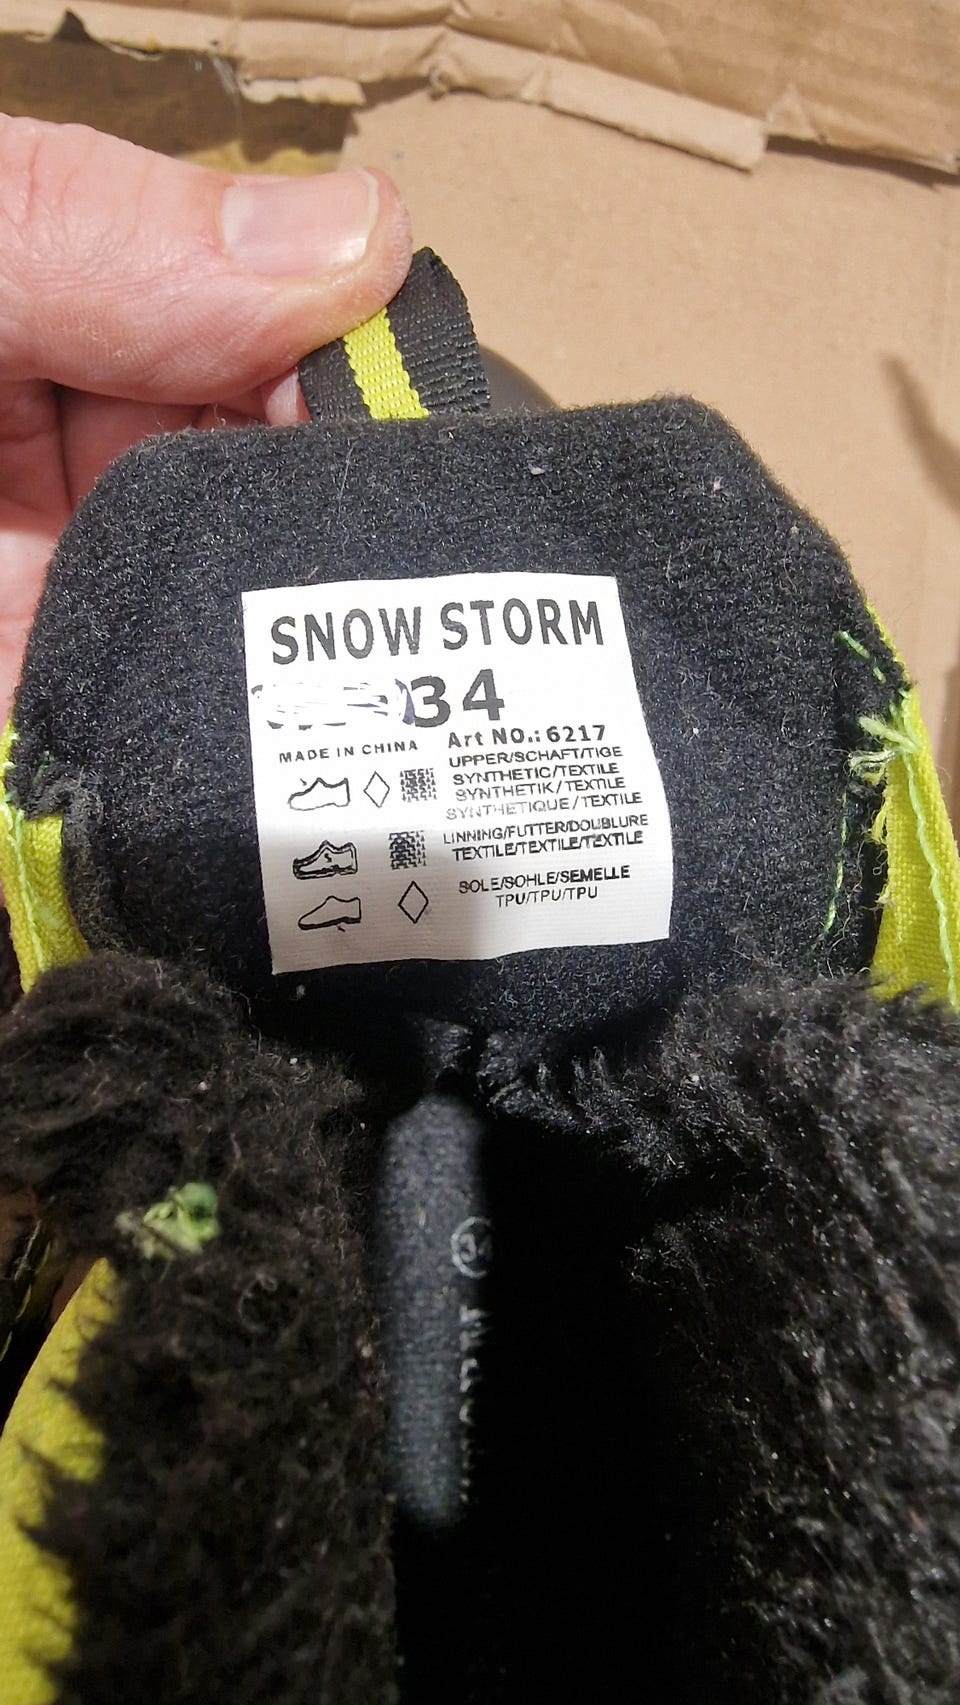 SNOW STORM
34
MADE IN CHINA
Art NO.: 6217
UPPER/SCHAFT/TIGE
SYNTHETIC/TEXTILE
SYNTHETIK/TEXTILE
SYNTHETIQUE/TEXTILE
LINNING/FUTTER/DOUBLURE
TEXTILE/TEXTILE/TEXTILE
SOLE/SOHLE/SEMELLE
TPU/TPU/TPU
34